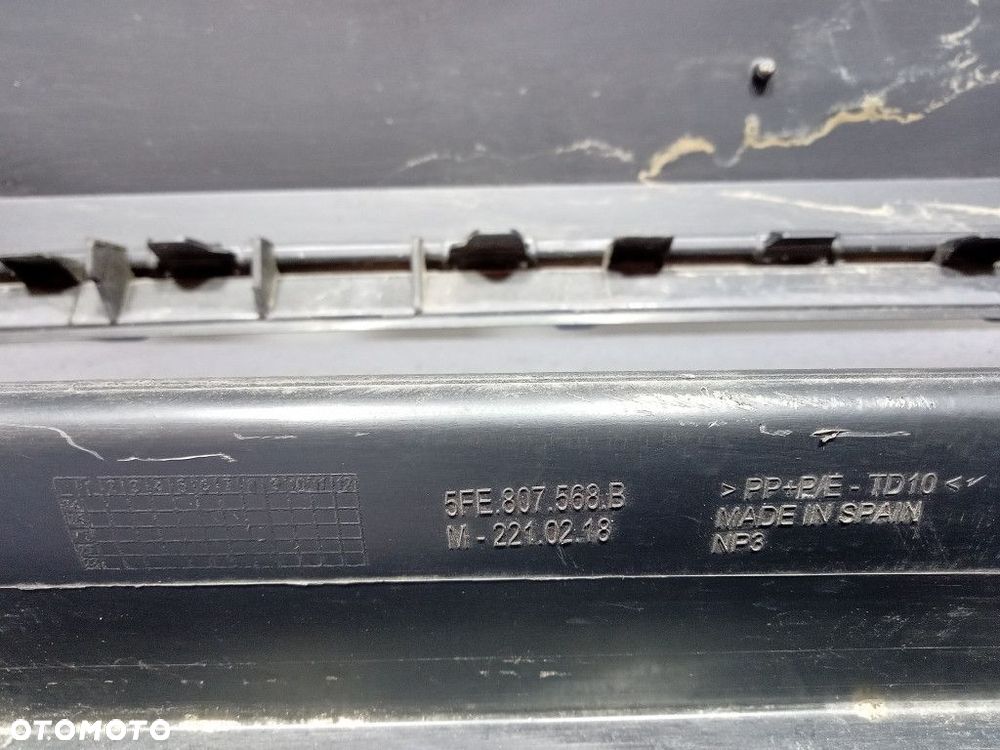 5FE.807.568.B
M - 221.02.18
> PP+P/E - TD10 <
MADE IN SPAIN
NP3
OTOMOTO